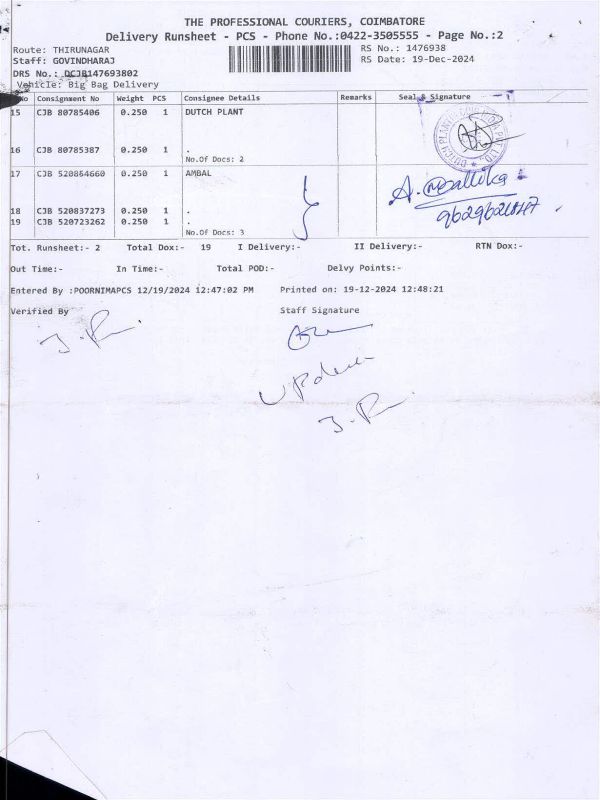 THE PROFESSIONAL COURIERS, COIMBATORE
Delivery Runsheet - PCS - Phone No.:0422-3505555 - Page No.:2
Route: THIRUNAGAR RS No.: 1476938
Staff: GOVINDHARAJ RS Date: 19-Dec-2024
DRS No.: DCJB147693802
Vehicle: Big Bag Delivery
No Consignment No Weight PCS Consignee Details Remarks Seal & Signature
15 CJB 80785406 0.250 1 DUTCH PLANT
16 CJB 80785387 0.250 1 .
No.Of Docs: 2
17 CJB 520864660 0.250 1 AMBAL
18 CJB 520837273 0.250 1 .
19 CJB 520723262 0.250 1 .
No.Of Docs: 3
Tot. Runsheet:- 2 Total Dox:- 19 I Delivery:- II Delivery:- RTN Dox:-
Out Time:- In Time:- Total POD:- Delvy Points:-
Entered By :POORNIMAPCS 12/19/2024 12:47:02 PM Printed on: 19-12-2024 12:48:21
Verified By Staff Signature